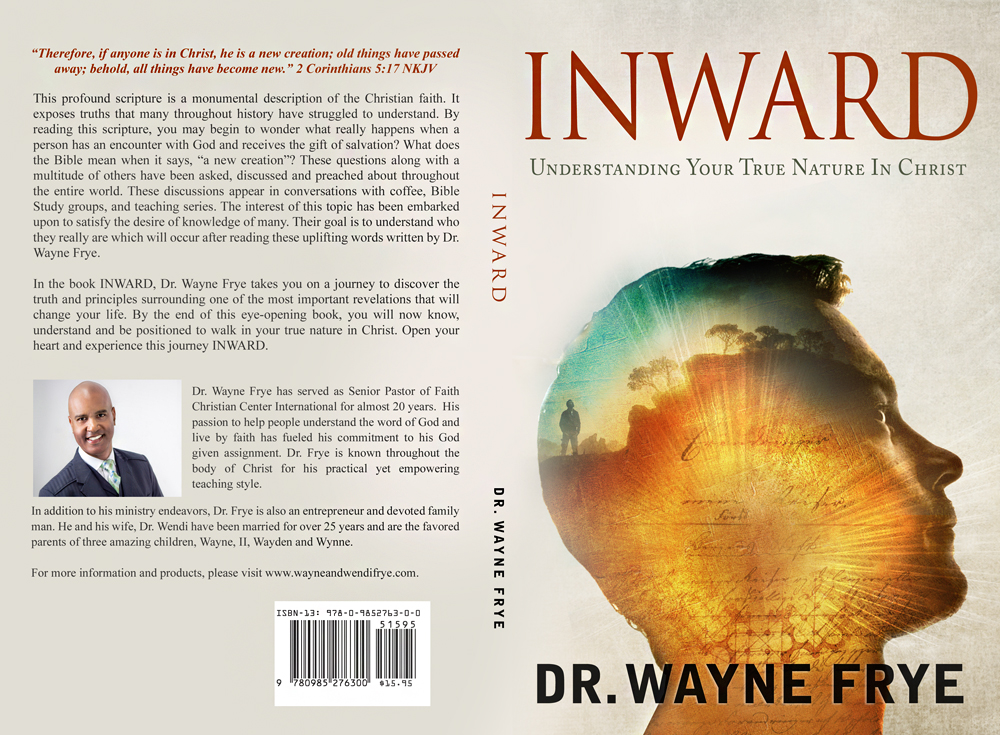 “Therefore, if anyone is in Christ, he is a new creation; old things have passed
away; behold, all things have become new.” 2 Corinthians 5:17 NKJV
This profound scripture is a monumental description of the Christian faith. It
exposes truths that many throughout history have struggled to understand. By
reading this scripture, you may begin to wonder what really happens when a
person has an encounter with God and receives the gift of salvation? What does
the Bible mean when it says, “a new creation”? These questions along with a
multitude of others have been asked, discussed and preached about throughout
the entire world. These discussions appear in conversations with coffee, Bible
Study groups, and teaching series. The interest of this topic has been embarked
upon to satisfy the desire of knowledge of many. Their goal is to understand who
they really are which will occur after reading these uplifting words written by Dr.
Wayne Frye.
In the book INWARD, Dr. Wayne Frye takes you on a journey to discover the
truth and principles surrounding one of the most important revelations that will
change your life. By the end of this eye-opening book, you will now know,
understand and be positioned to walk in your true nature in Christ. Open your
heart and experience this journey INWARD.
Dr. Wayne Frye has served as Senior Pastor of Faith
Christian Center International for almost 20 years. His
passion to help people understand the word of God and
live by faith has fueled his commitment to his God
given assignment. Dr. Frye is known throughout the
body of Christ for his practical yet empowering
teaching style.
In addition to his ministry endeavors, Dr. Frye is also an entrepreneur and devoted family
man. He and his wife, Dr. Wendi have been married for over 25 years and are the favored
parents of three amazing children, Wayne, II, Wayden and Wynne.
For more information and products, please visit www.wayneandwendifrye.com.
ISBN-13: 978-0-9852763-0-0
51595
9 780985 276300
$15.95
INWARD
DR. WAYNE FRYE
INWARD
Understanding Your True Nature In Christ
DR. WAYNE FRYE